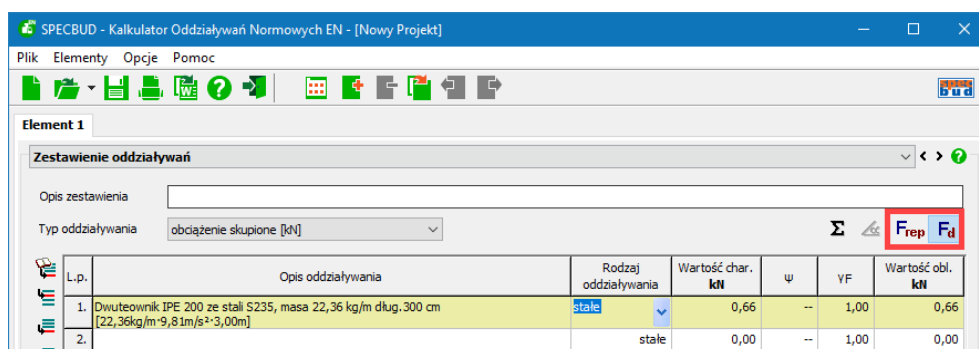 SPECBUD - Kalkulator Oddziaływań Normowych EN - [Nowy Projekt]
Plik Elementy Opcje Pomoc
spec
bud
Element 1
Zestawienie oddziaływań
Opis zestawienia
Typ oddziaływania obciążenie skupione [kN] Σ Frep Fd
L.p. Opis oddziaływania Rodzaj oddziaływania Wartość char. kN Ψ γF Wartość obl. kN
1. Dwuteownik IPE 200 ze stali S235, masa 22,36 kg/m dług.300 cm stałe 0,66 -- 1,00 0,66
[22,36kg/m·9,81m/s²·3,00m]
2. stałe 0,00 -- 1,00 0,00